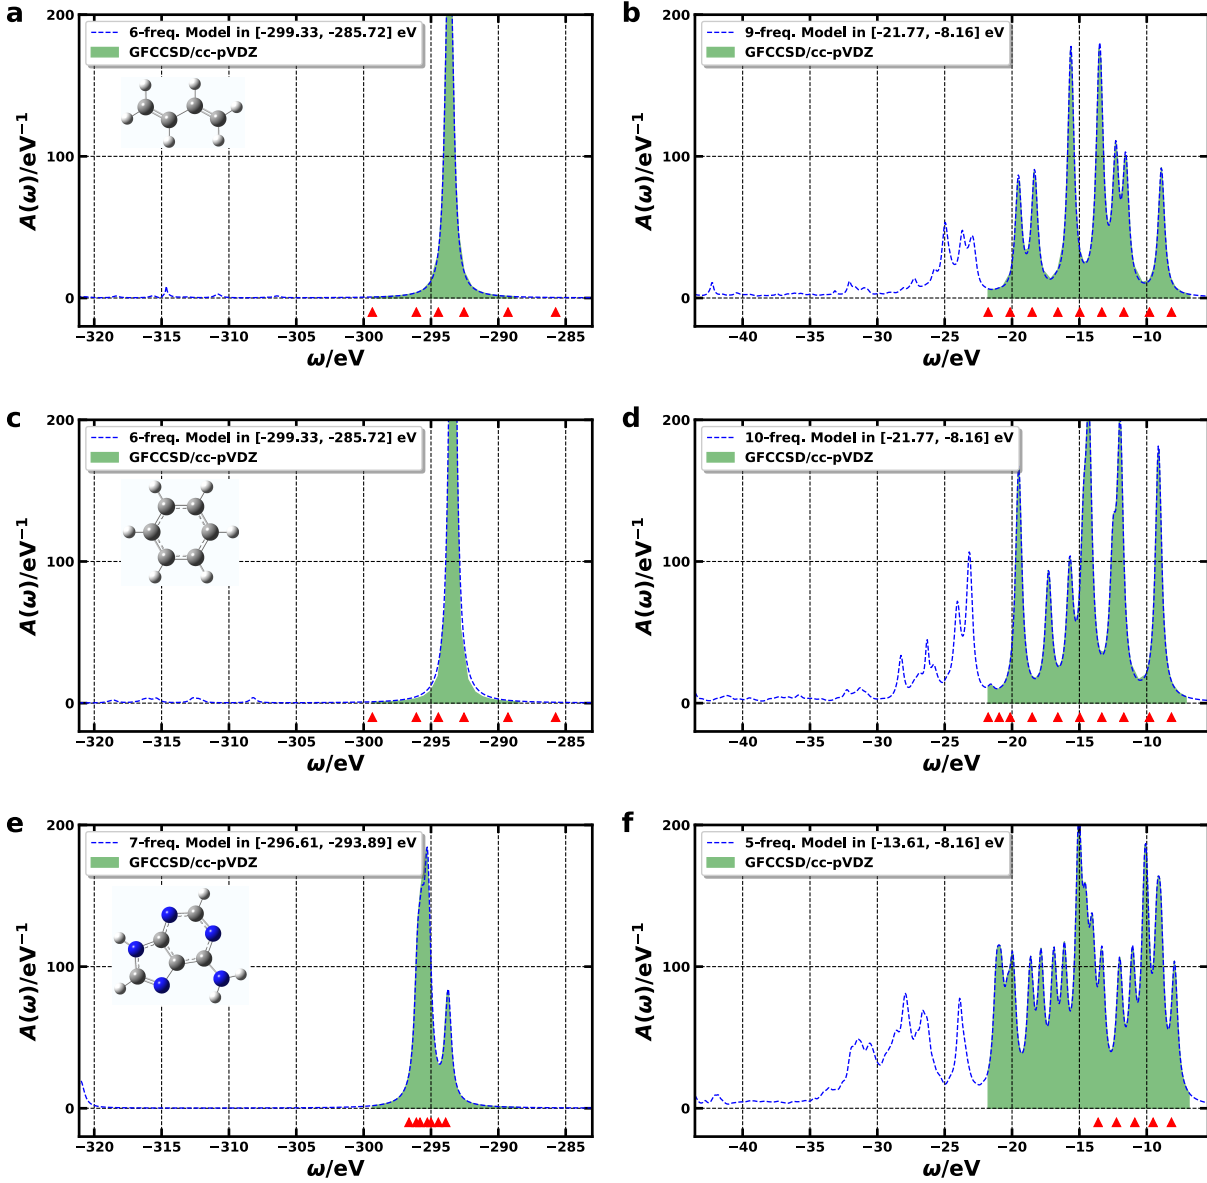 a
6-freq. Model in [-299.33, -285.72] eV
GFCCSD/cc-pVDZ
200
100
0
A(ω)/eV⁻¹
−320 −315 −310 −305 −300 −295 −290 −285
ω/eV
b
9-freq. Model in [-21.77, -8.16] eV
GFCCSD/cc-pVDZ
200
100
0
A(ω)/eV⁻¹
−40 −35 −30 −25 −20 −15 −10
ω/eV
c
6-freq. Model in [-299.33, -285.72] eV
GFCCSD/cc-pVDZ
200
100
0
A(ω)/eV⁻¹
−320 −315 −310 −305 −300 −295 −290 −285
ω/eV
d
10-freq. Model in [-21.77, -8.16] eV
GFCCSD/cc-pVDZ
200
100
0
A(ω)/eV⁻¹
−40 −35 −30 −25 −20 −15 −10
ω/eV
e
7-freq. Model in [-296.61, -293.89] eV
GFCCSD/cc-pVDZ
200
100
0
A(ω)/eV⁻¹
−320 −315 −310 −305 −300 −295 −290 −285
ω/eV
f
5-freq. Model in [-13.61, -8.16] eV
GFCCSD/cc-pVDZ
200
100
0
A(ω)/eV⁻¹
−40 −35 −30 −25 −20 −15 −10
ω/eV